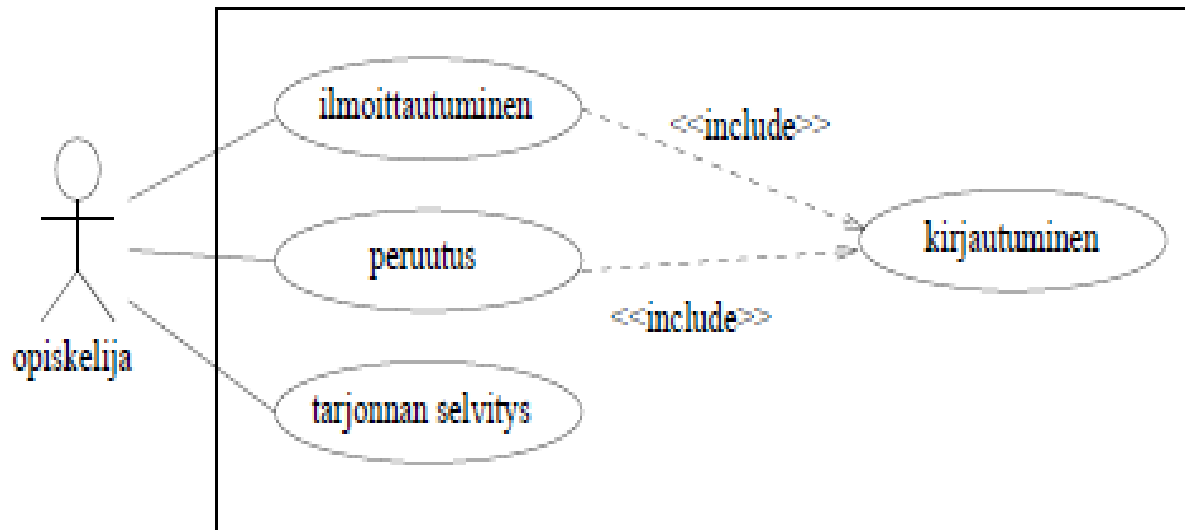 ilmoittautuminen
<<include>>
kirjautuminen
peruutus
<<include>>
opiskelija
tarjonnan selvitys